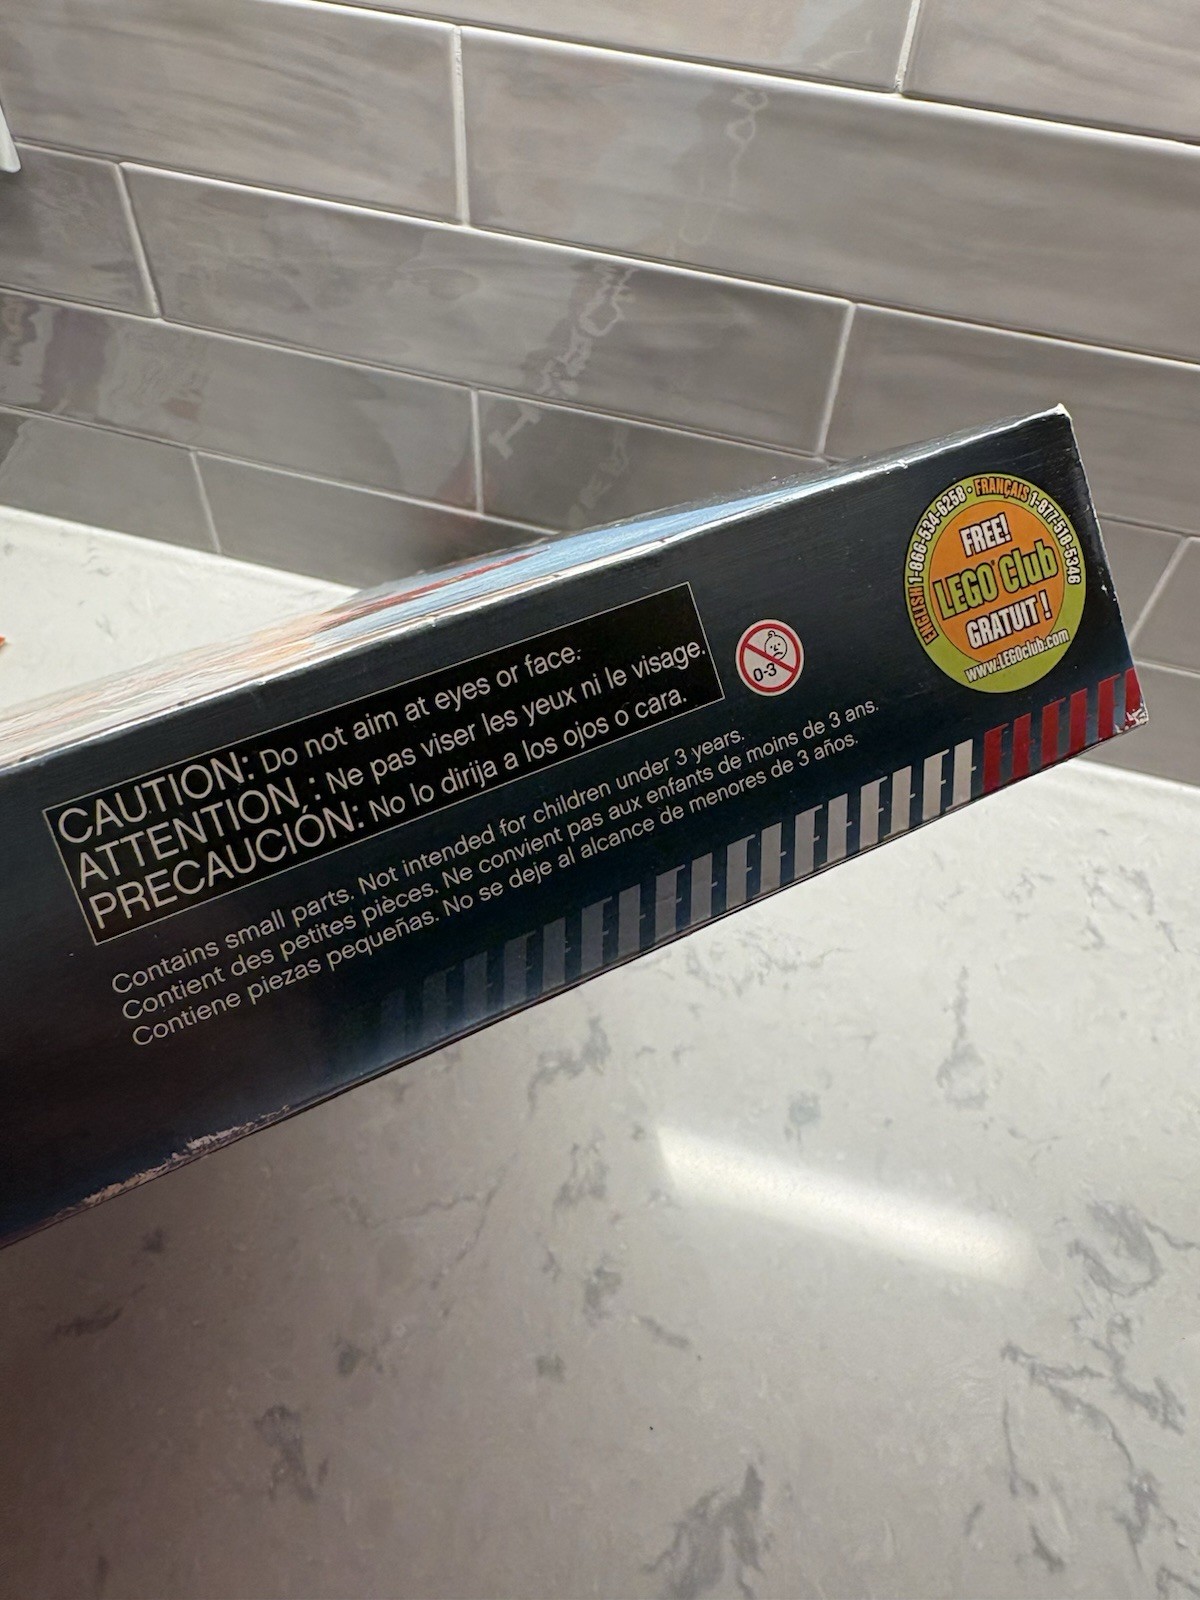 CAUTION: Do not aim at eyes or face.
ATTENTION : Ne pas viser les yeux ni le visage.
PRECAUCIÓN: No lo dirija a los ojos o cara.
0-3
Contains small parts. Not intended for children under 3 years.
Contient des petites pièces. Ne convient pas aux enfants de moins de 3 ans.
Contiene piezas pequeñas. No se deje al alcance de menores de 3 años.
ENGLISH 1-866-534-6258 • FRANÇAIS 1-877-518-5346
FREE!
LEGO Club
GRATUIT !
www.LEGOclub.com